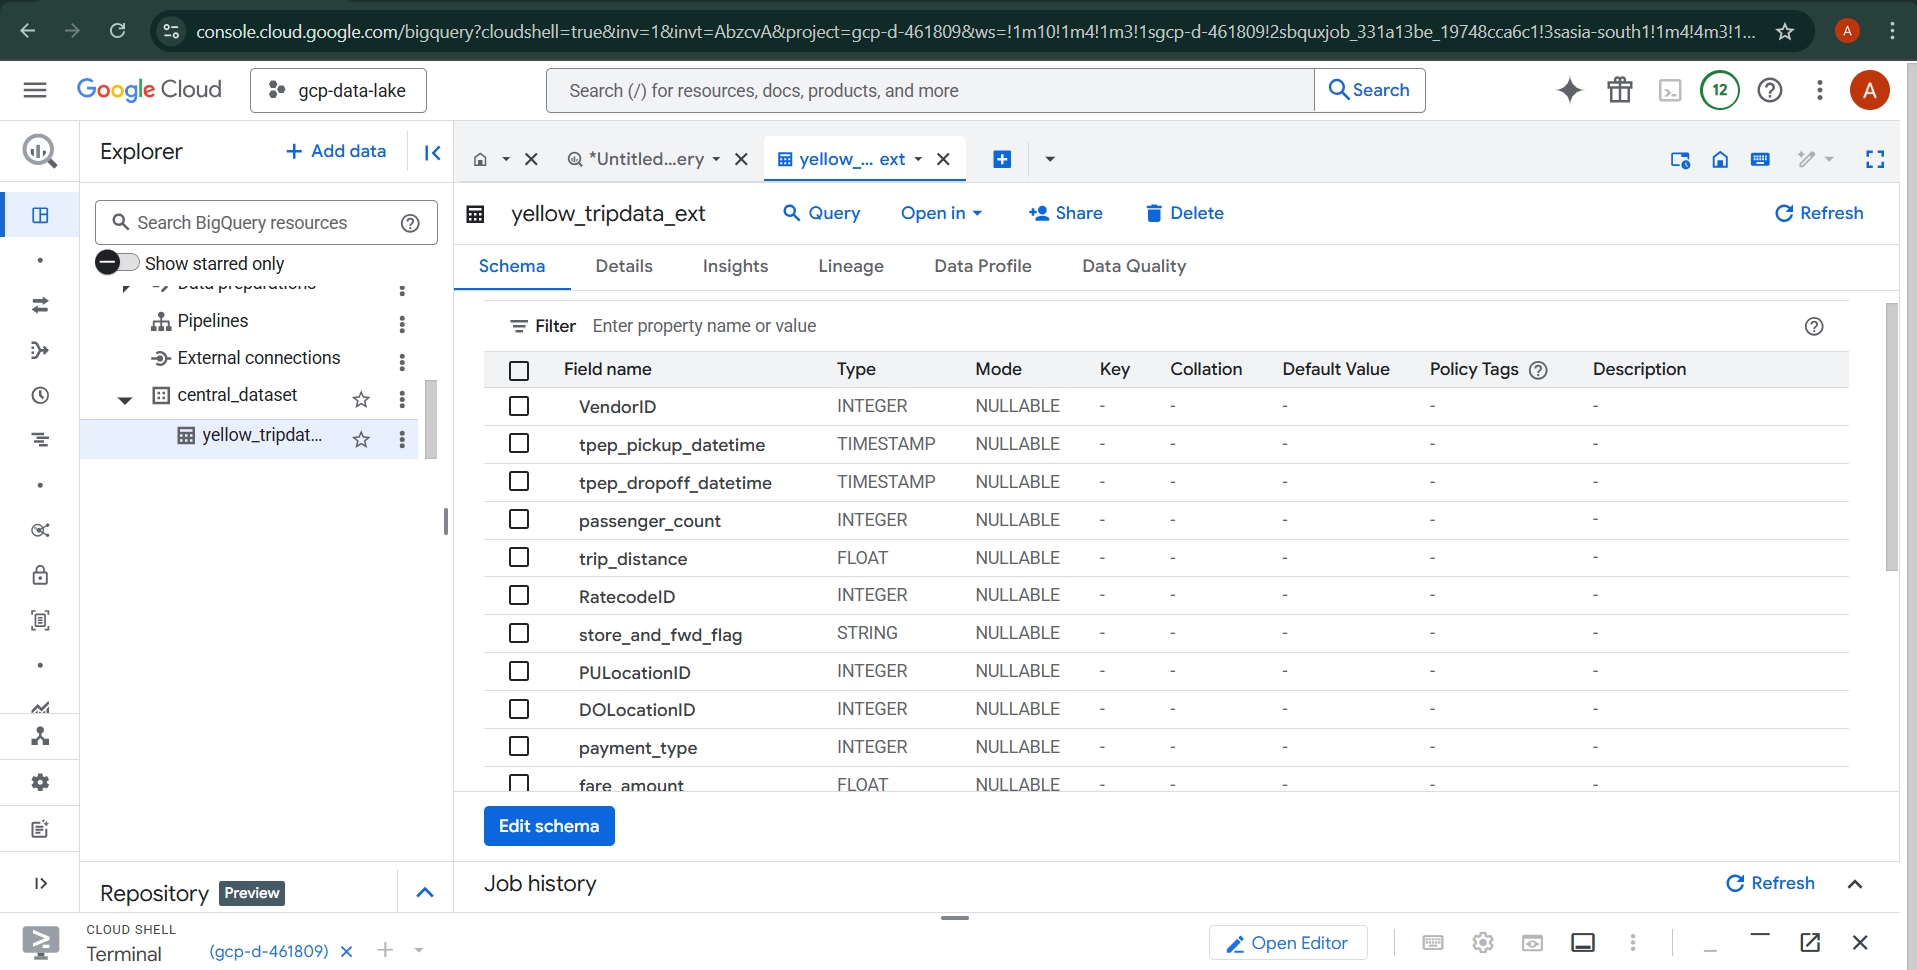 console.cloud.google.com/bigquery?cloudshell=true&inv=1&invt=AbzcvA&project=gcp-d-461809&ws=!1m10!1m4!1m3!1sgcp-d-461809!2sbquxjob_331a13be_19748cca6c1!3sasia-south1!1m4!4m3!1...
A
Google Cloud
gcp-data-lake
Search (/) for resources, docs, products, and more
Search
12
A
Explorer
+ Add data
*Untitled...ery
yellow_... ext
Search BigQuery resources
yellow_tripdata_ext
Query
Open in
Share
Delete
Refresh
Show starred only
Schema
Details
Insights
Lineage
Data Profile
Data Quality
Data preparations
Pipelines
External connections
central_dataset
yellow_tripdat...
Filter Enter property name or value
Field name Type Mode Key Collation Default Value Policy Tags Description
VendorID INTEGER NULLABLE - - - - -
tpep_pickup_datetime TIMESTAMP NULLABLE - - - - -
tpep_dropoff_datetime TIMESTAMP NULLABLE - - - - -
passenger_count INTEGER NULLABLE - - - - -
trip_distance FLOAT NULLABLE - - - - -
RatecodeID INTEGER NULLABLE - - - - -
store_and_fwd_flag STRING NULLABLE - - - - -
PULocationID INTEGER NULLABLE - - - - -
DOLocationID INTEGER NULLABLE - - - - -
payment_type INTEGER NULLABLE - - - - -
fare_amount FLOAT NULLABLE - - - - -
Edit schema
Repository Preview
Job history
Refresh
CLOUD SHELL
Terminal
(gcp-d-461809)
Open Editor